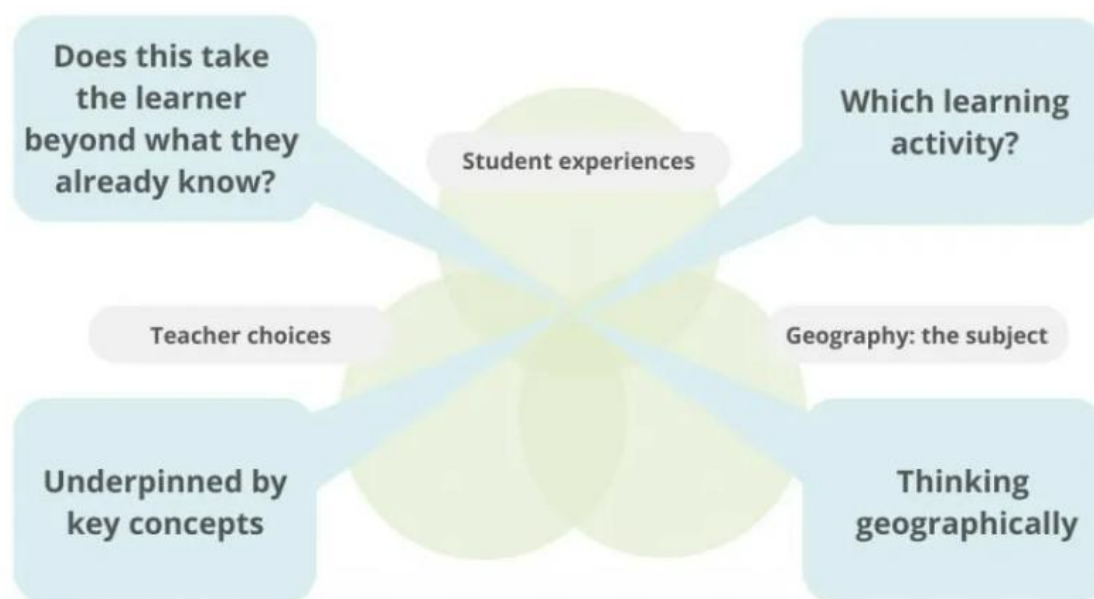 Does this take
the learner
beyond what they
already know?
Which learning
activity?
Student experiences
Teacher choices
Geography: the subject
Underpinned by
key concepts
Thinking
geographically